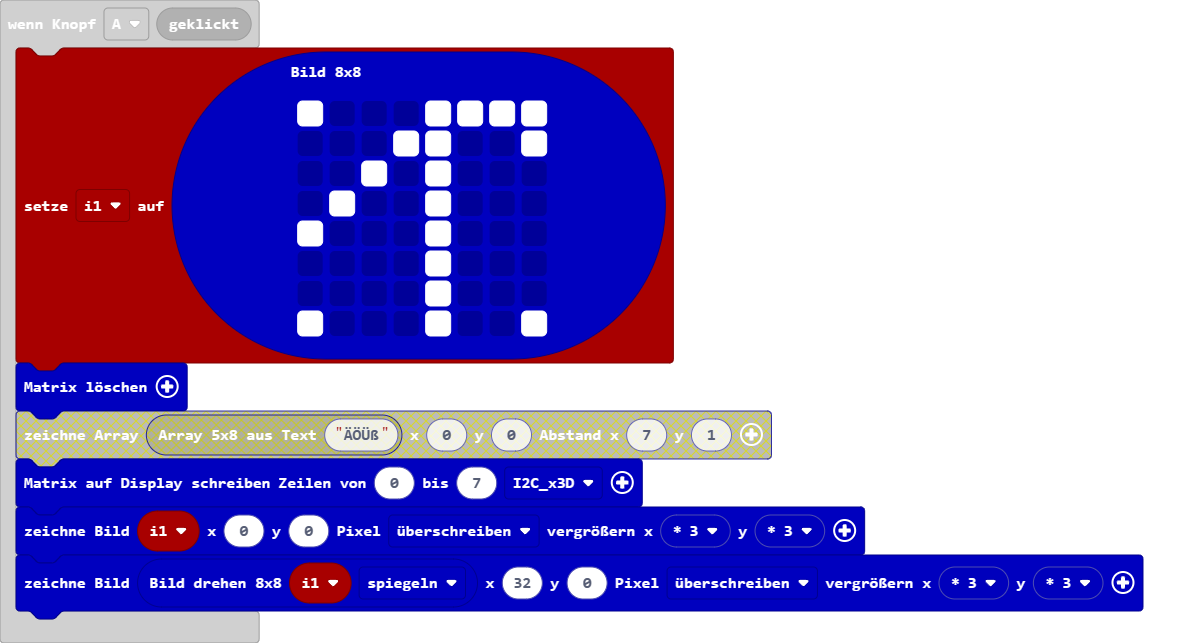 wenn Knopf A geklickt
Bild 8x8
setze i1 auf
Matrix löschen
zeichne Array Array 5x8 aus Text "ÄÖÜß" x 0 y 0 Abstand x 7 y 1
Matrix auf Display schreiben Zeilen von 0 bis 7 I2C_x3D
zeichne Bild i1 x 0 y 0 Pixel überschreiben vergrößern x * 3 y * 3
zeichne Bild Bild drehen 8x8 i1 spiegeln x 32 y 0 Pixel überschreiben vergrößern x * 3 y * 3